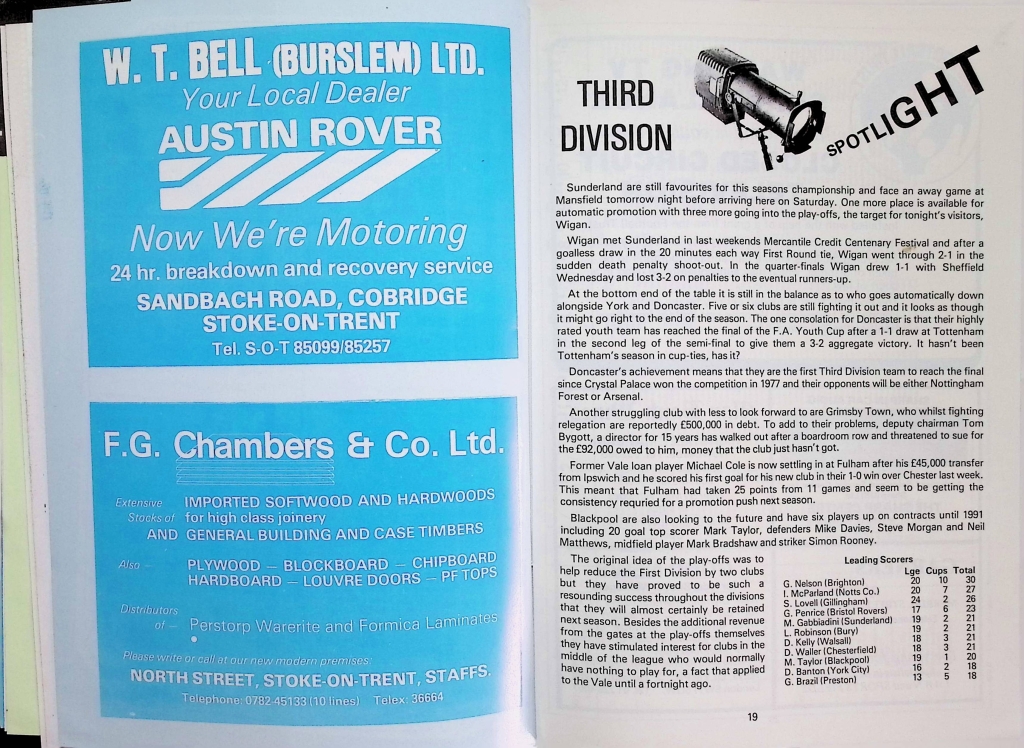 W. T. BELL (BURSLEM) LTD.
Your Local Dealer
AUSTIN ROVER
Now We're Motoring
24 hr. breakdown and recovery service
SANDBACH ROAD, COBRIDGE
STOKE-ON-TRENT
Tel. S-O-T 85099/85257
F.G. Chambers & Co. Ltd.
Extensive Stocks of IMPORTED SOFTWOOD AND HARDWOODS
for high class joinery
AND GENERAL BUILDING AND CASE TIMBERS
Also – PLYWOOD – BLOCKBOARD – CHIPBOARD
HARDBOARD – LOUVRE DOORS – PF TOPS
Distributors
of – Perstorp Warerite and Formica Laminates
Please write or call at our new modern premises:
NORTH STREET, STOKE-ON-TRENT, STAFFS.
Telephone: 0782-45133 (10 lines) Telex: 36664
THIRD
DIVISION
SPOTLIGHT
Sunderland are still favourites for this seasons championship and face an away game at
Mansfield tomorrow night before arriving here on Saturday. One more place is available for
automatic promotion with three more going into the play-offs, the target for tonight's visitors,
Wigan.
Wigan met Sunderland in last weekends Mercantile Credit Centenary Festival and after a
goalless draw in the 20 minutes each way First Round tie, Wigan went through 2-1 in the
sudden death penalty shoot-out. In the quarter-finals Wigan drew 1-1 with Sheffield
Wednesday and lost 3-2 on penalties to the eventual runners-up.
At the bottom end of the table it is still in the balance as to who goes automatically down
alongside York and Doncaster. Five or six clubs are still fighting it out and it looks as though
it might go right to the end of the season. The one consolation for Doncaster is that their highly
rated youth team has reached the final of the F.A. Youth Cup after a 1-1 draw at Tottenham
in the second leg of the semi-final to give them a 3-2 aggregate victory. It hasn't been
Tottenham's season in cup-ties, has it?
Doncaster's achievement means that they are the first Third Division team to reach the final
since Crystal Palace won the competition in 1977 and their opponents will be either Nottingham
Forest or Arsenal.
Another struggling club with less to look forward to are Grimsby Town, who whilst fighting
relegation are reportedly £500,000 in debt. To add to their problems, deputy chairman Tom
Bygott, a director for 15 years has walked out after a boardroom row and threatened to sue for
the £92,000 owed to him, money that the club just hasn't got.
Former Vale loan player Michael Cole is now settling in at Fulham after his £45,000 transfer
from Ipswich and he scored his first goal for his new club in their 1-0 win over Chester last week.
This meant that Fulham had taken 25 points from 11 games and seem to be getting the
consistency requried for a promotion push next season.
Blackpool are also looking to the future and have six players up on contracts until 1991
including 20 goal top scorer Mark Taylor, defenders Mike Davies, Steve Morgan and Neil
Matthews, midfield player Mark Bradshaw and striker Simon Rooney.
The original idea of the play-offs was to
help reduce the First Division by two clubs
but they have proved to be such a
resounding success throughout the divisions
that they will almost certainly be retained
next season. Besides the additional revenue
from the gates at the play-offs themselves
they have stimulated interest for clubs in the
middle of the league who would normally
have nothing to play for, a fact that applied
to the Vale until a fortnight ago.
Leading Scorers
Lge Cups Total
G. Nelson (Brighton) 20 10 30
I. McParland (Notts Co.) 20 7 27
S. Lovell (Gillingham) 24 2 26
G. Penrice (Bristol Rovers) 17 6 23
M. Gabbiadini (Sunderland) 19 2 21
L. Robinson (Bury) 19 2 21
D. Kelly (Walsall) 18 3 21
D. Waller (Chesterfield) 18 3 21
M. Taylor (Blackpool) 19 1 20
D. Banton (York City) 16 2 18
G. Brazil (Preston) 13 5 18
19